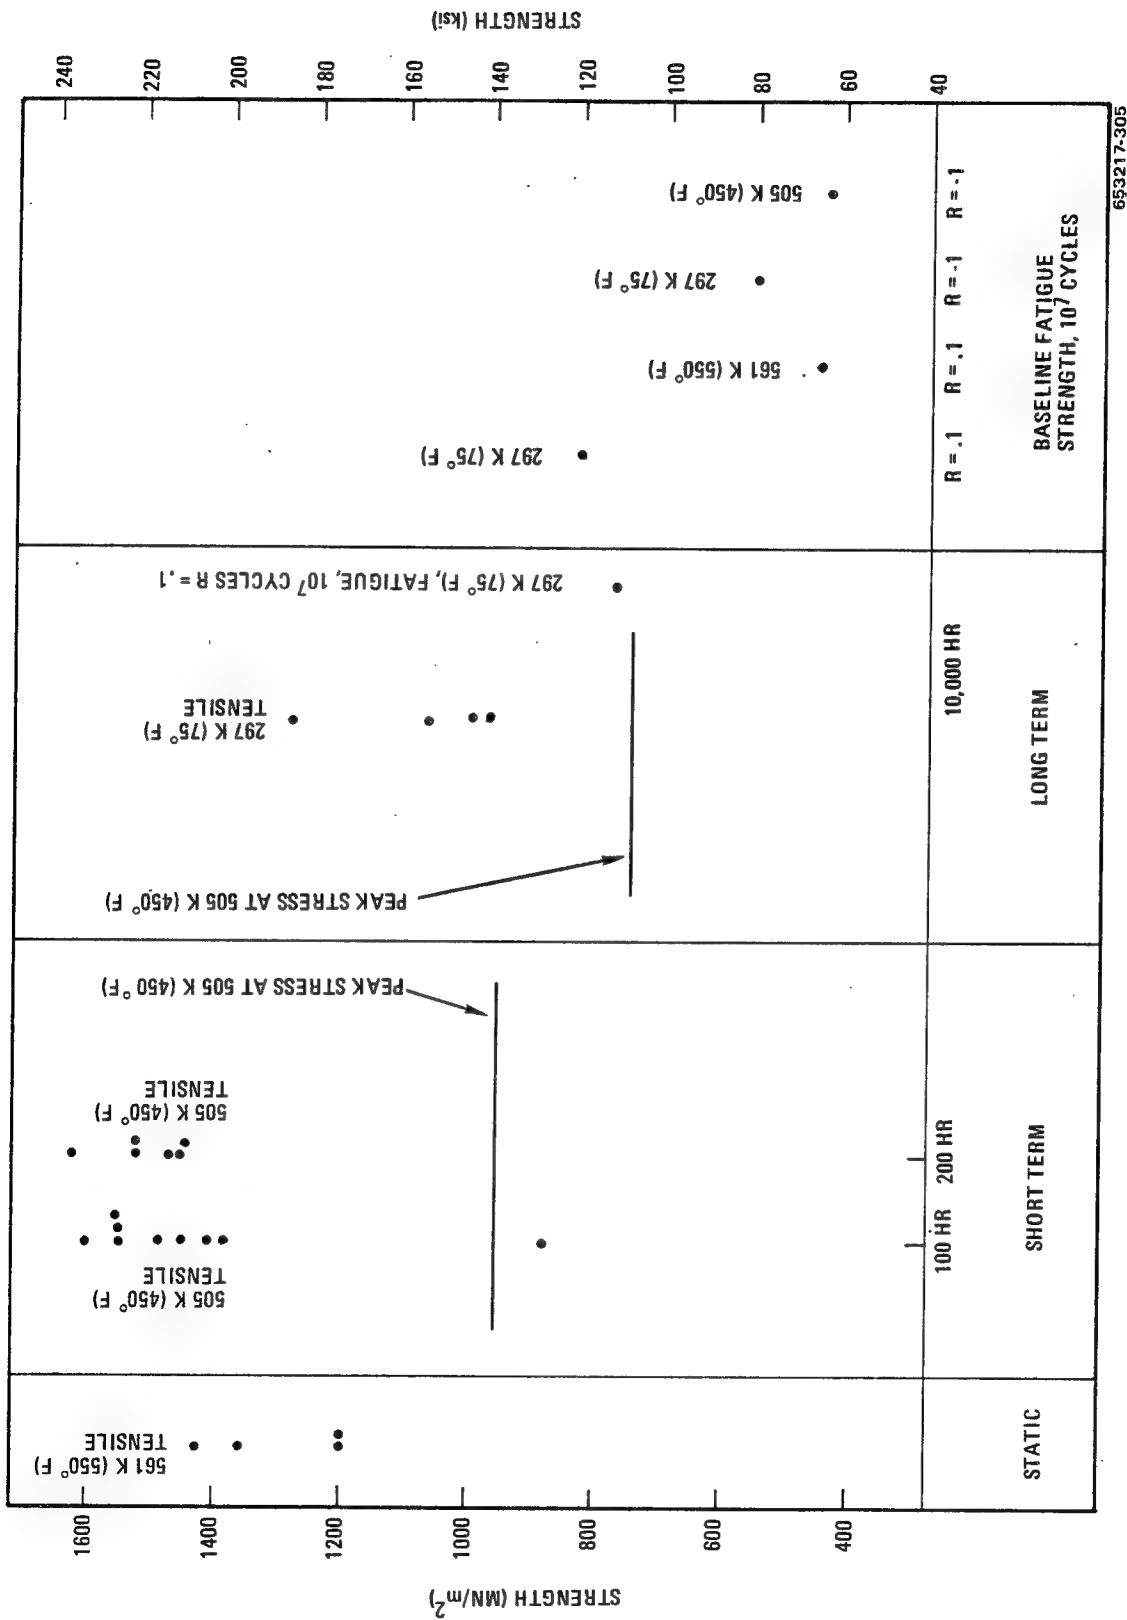 STRENGTH (MN/m²)
1600
1400
1200
1000
800
600
400
561 K (550° F)
TENSILE
505 K (450° F)
TENSILE
505 K (450° F)
TENSILE
PEAK STRESS AT 505 K (450° F)
PEAK STRESS AT 505 K (450° F)
297 K (75° F)
TENSILE
297 K (75° F), FATIGUE, 10⁷ CYCLES R = .1
297 K (75° F)
561 K (550° F)
297 K (75° F)
505 K (450° F)
240
220
200
180
160
140
120
100
80
60
40
STRENGTH (ksi)
100 HR
200 HR
10,000 HR
R = .1
R = .1
R = -1
R = -1
STATIC
SHORT TERM
LONG TERM
BASELINE FATIGUE
STRENGTH, 10⁷ CYCLES
653217-305